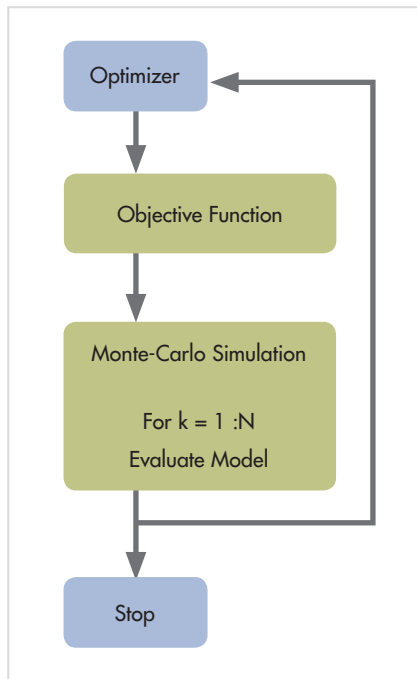 Optimizer
Objective Function
Monte-Carlo Simulation
For k = 1 :N
Evaluate Model
Stop